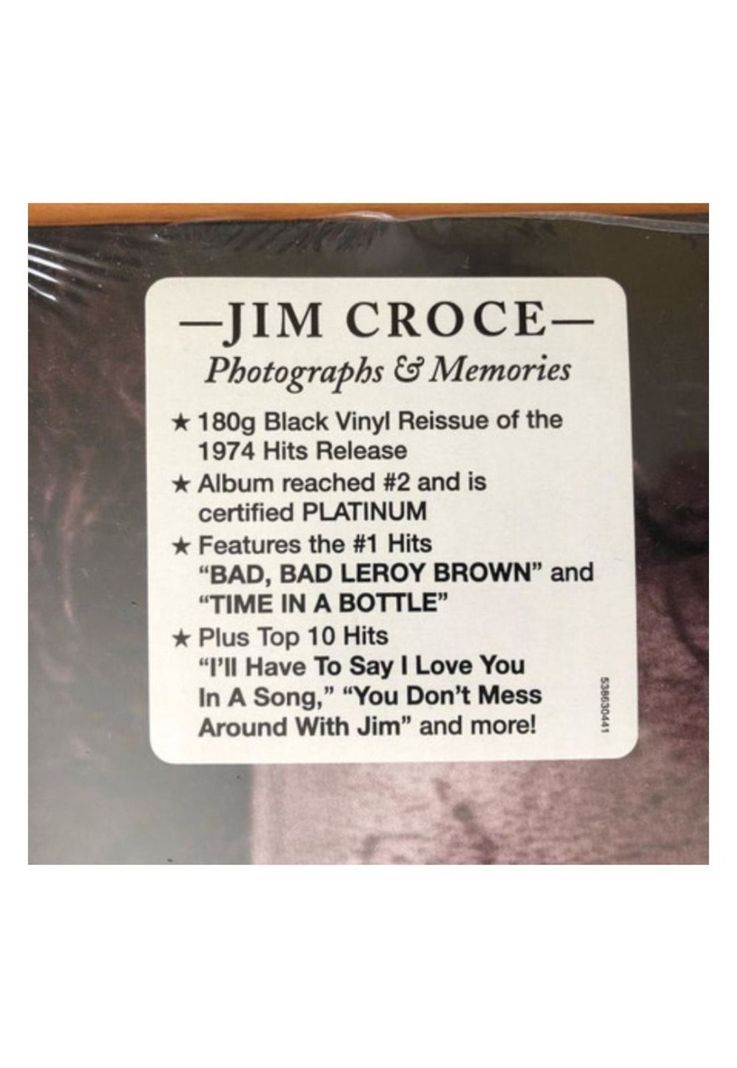 —JIM CROCE—
Photographs & Memories
★ 180g Black Vinyl Reissue of the
1974 Hits Release
★ Album reached #2 and is
certified PLATINUM
★ Features the #1 Hits
“BAD, BAD LEROY BROWN” and
“TIME IN A BOTTLE”
★ Plus Top 10 Hits
“I’ll Have To Say I Love You
In A Song,” “You Don’t Mess
Around With Jim” and more!
538630441